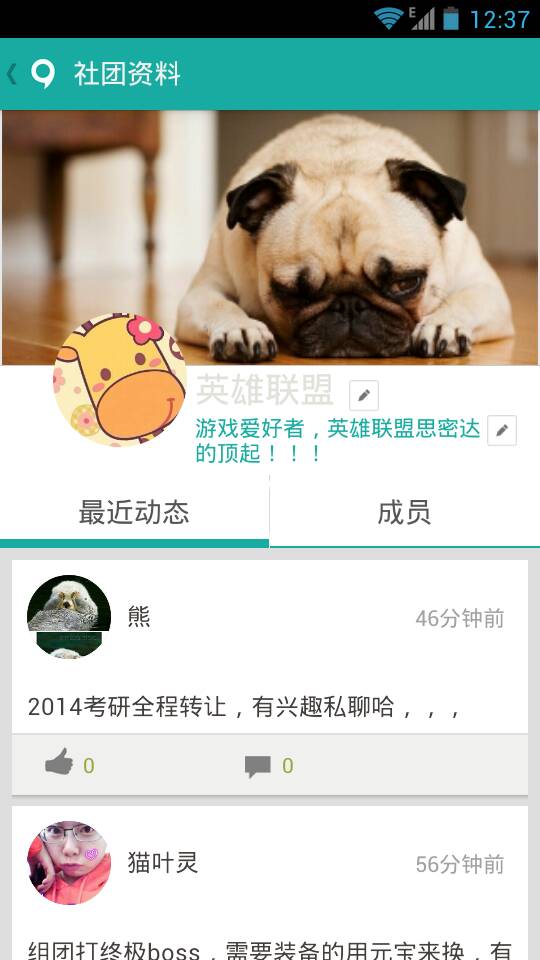 E
12:37
社团资料
英雄联盟
游戏爱好者，英雄联盟思密达
的顶起！！！
最近动态
成员
熊
46分钟前
2014考研全程转让，有兴趣私聊哈，，，
0
0
猫叶灵
56分钟前
组团打终极boss，需要装备的用元宝来换，有